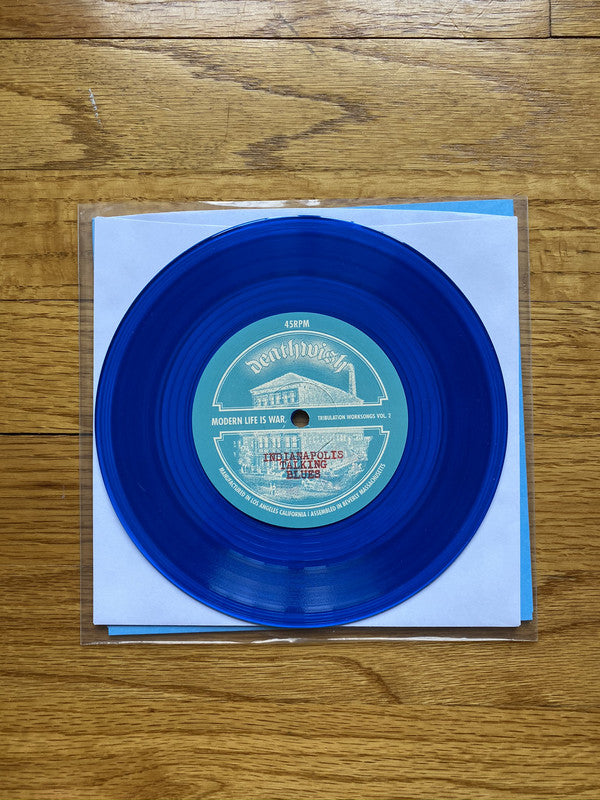 45RPM
deathwish
MODERN LIFE IS WAR.
TRIBULATION WORKSONGS VOL. 2
INDIANAPOLIS
TALKING
BLUES
MANUFACTURED IN LOS ANGELES CALIFORNIA / ASSEMBLED IN BEVERLY MASSACHUSETTS